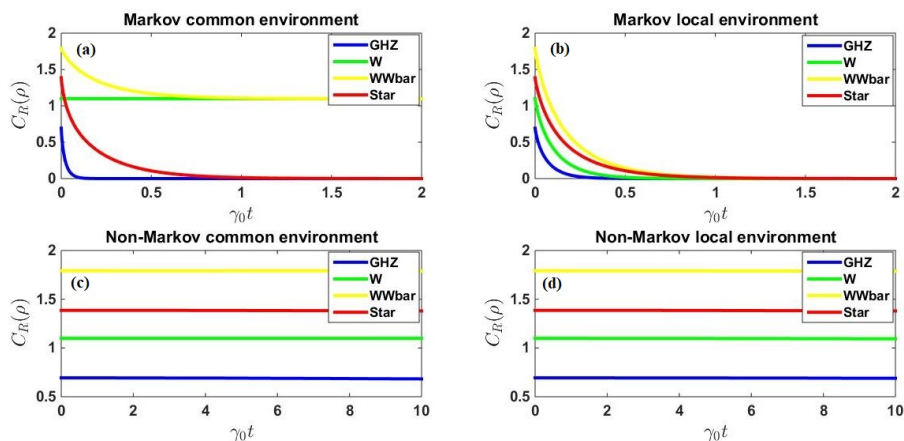 Markov common environment
(a)
GHZ
W
WWbar
Star
2
1.5
1
0.5
0
C_R(ρ)
0
0.5
1
1.5
2
γ₀t
Markov local environment
(b)
GHZ
W
WWbar
Star
2
1.5
1
0.5
0
C_R(ρ)
0
0.5
1
1.5
2
γ₀t
Non-Markov common environment
(c)
GHZ
W
WWbar
Star
2
1.5
1
0.5
C_R(ρ)
0
2
4
6
8
10
γ₀t
Non-Markov local environment
(d)
GHZ
W
WWbar
Star
2
1.5
1
0.5
C_R(ρ)
0
2
4
6
8
10
γ₀t